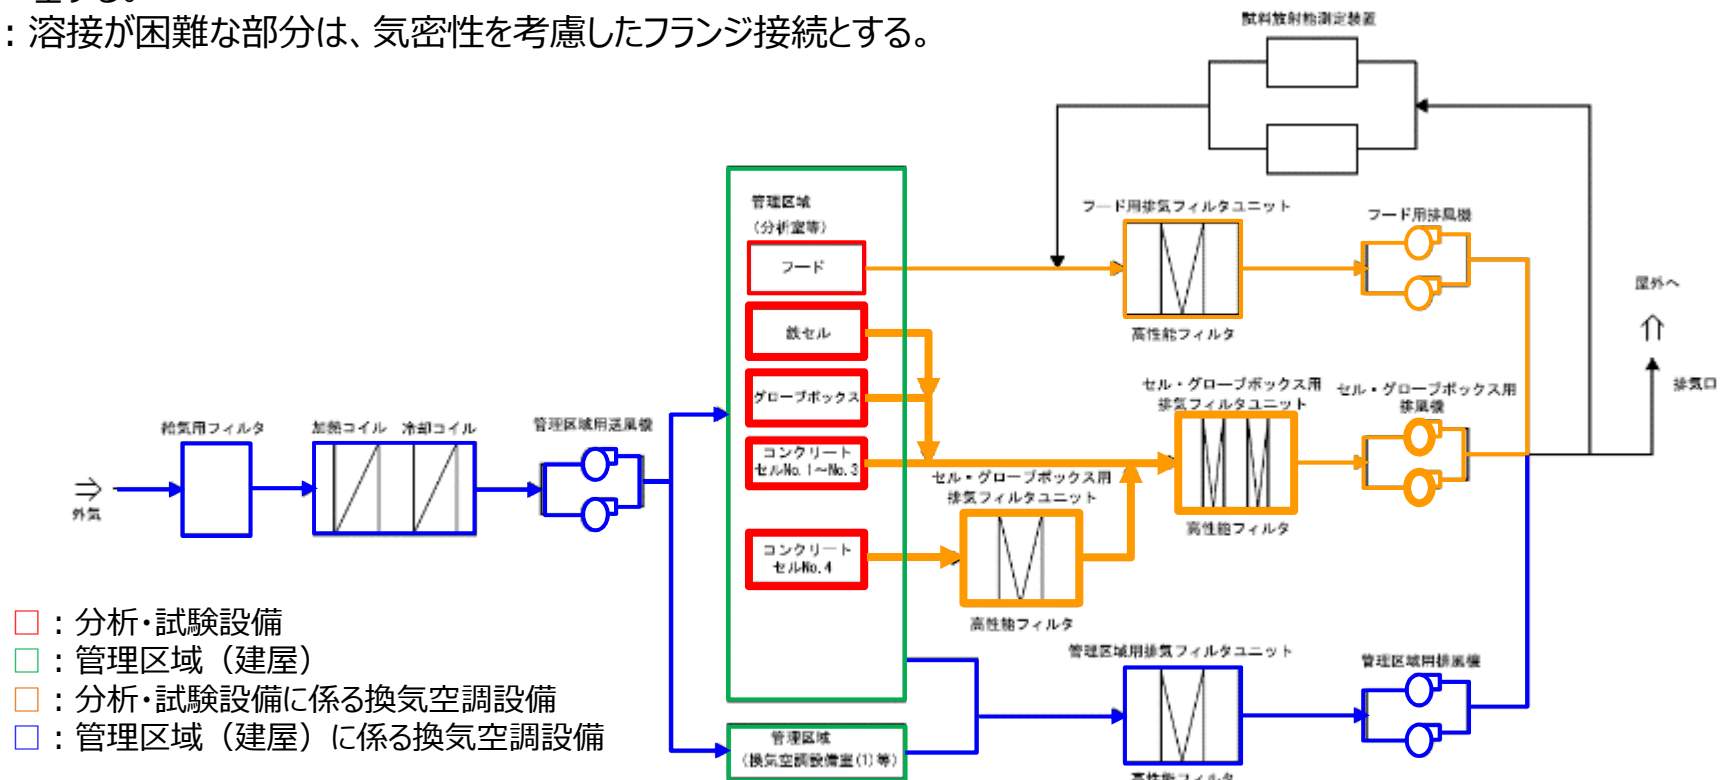 ：溶接が困難な部分は、気密性を考慮したフランジ接続とする。
試料放射能測定装置
管理区域
（分析室等）
フード
フード用排気フィルタユニット
フード用排風機
高性能フィルタ
屋外へ
排気口
鉄セル
グローブボックス
コンクリート
セルNo.1～No.3
コンクリート
セルNo.4
セル・グローブボックス用
排気フィルタユニット
高性能フィルタ
セル・グローブボックス用
排風機
セル・グローブボックス用
排気フィルタユニット
高性能フィルタ
給気用フィルタ
加熱コイル 冷却コイル
管理区域用送風機
外気
管理区域用排気フィルタユニット
管理区域用排風機
高性能フィルタ
管理区域
（換気空調設備室(1)等）
□：分析・試験設備
□：管理区域（建屋）
□：分析・試験設備に係る換気空調設備
□：管理区域（建屋）に係る換気空調設備